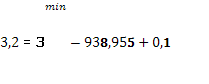 min
3,2 = 3 − 938,955 + 0,1